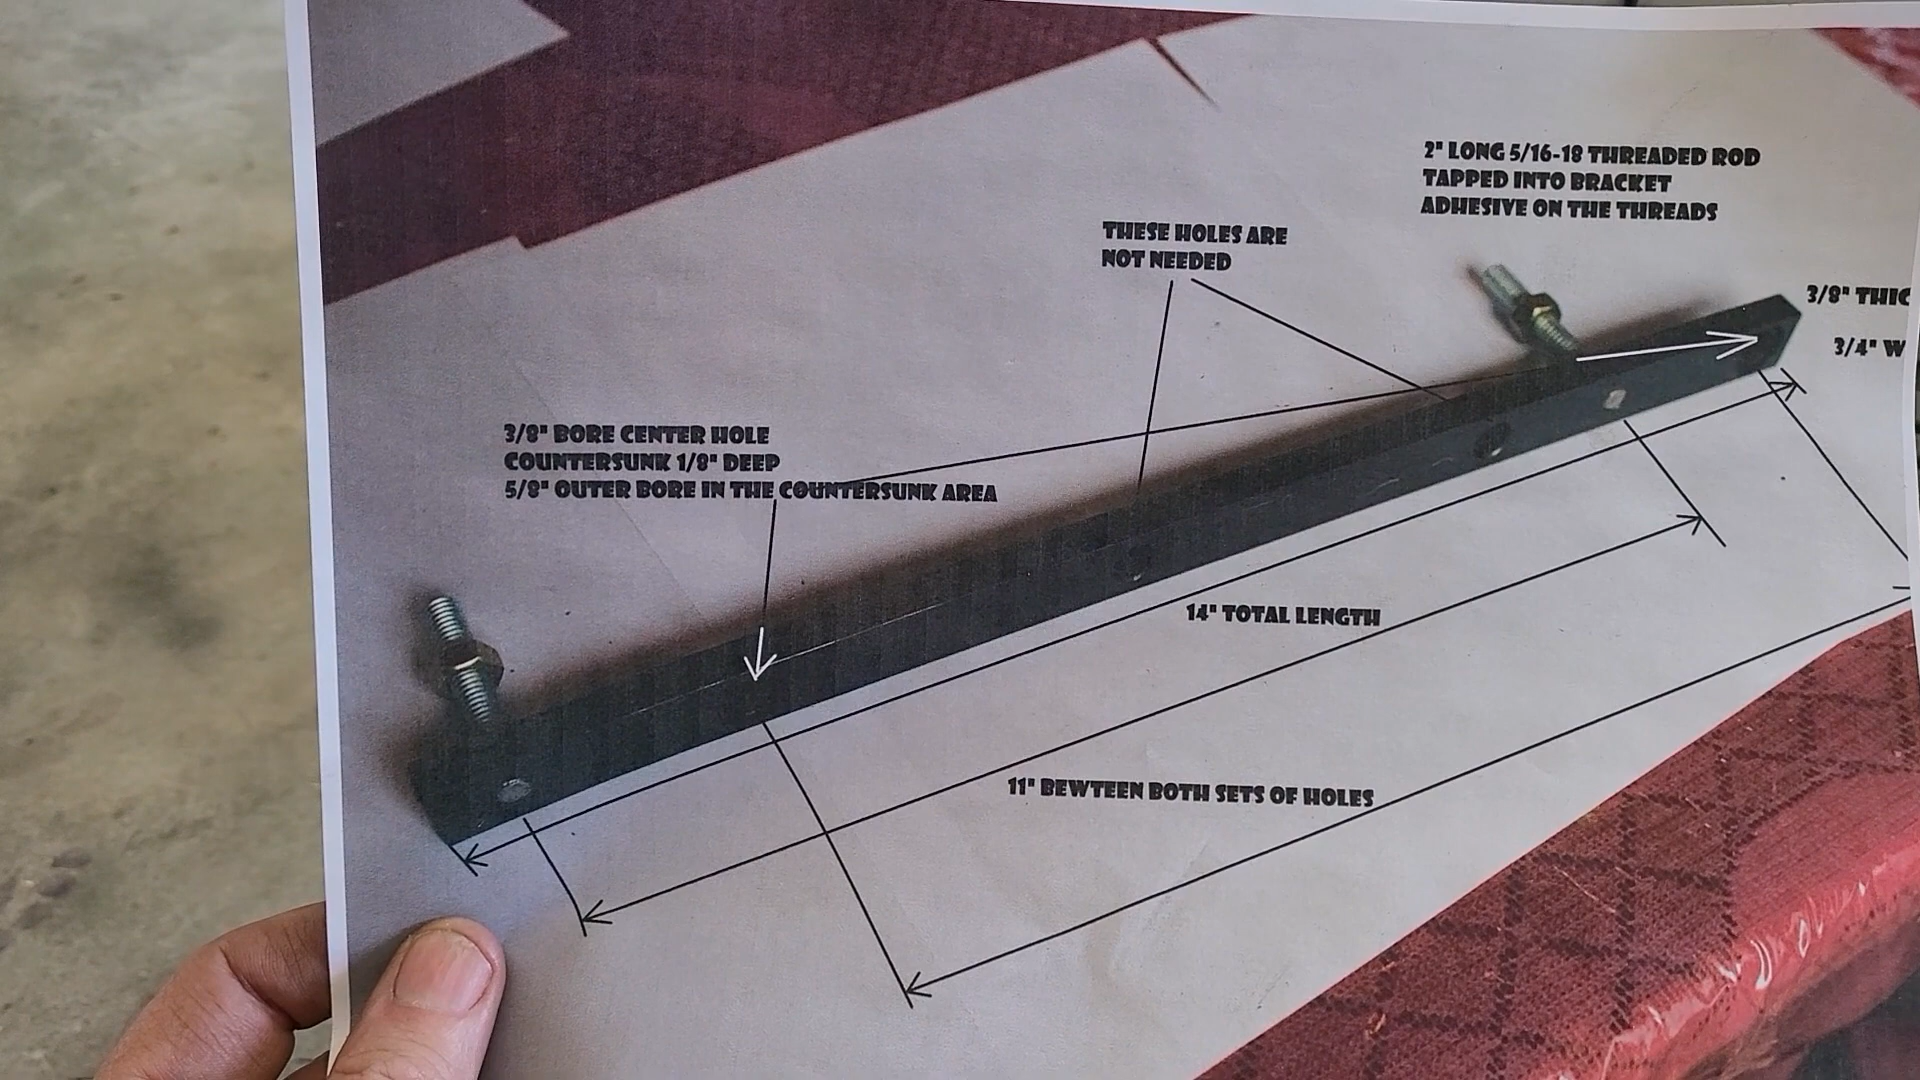 2" LONG 5/16-18 THREADED ROD
TAPPED INTO BRACKET
ADHESIVE ON THE THREADS
THESE HOLES ARE
NOT NEEDED
3/8" THIC
3/4" W
3/8" BORE CENTER HOLE
COUNTERSUNK 1/8" DEEP
5/8" OUTER BORE IN THE COUNTERSUNK AREA
14" TOTAL LENGTH
11" BEWTEEN BOTH SETS OF HOLES